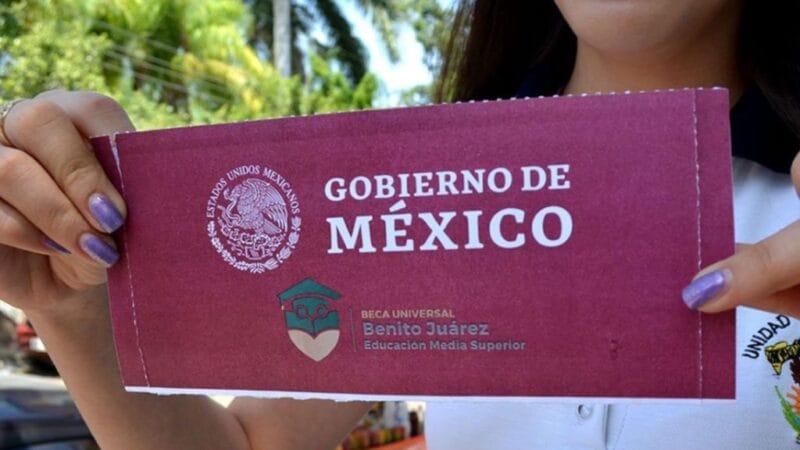 ESTADOS UNIDOS MEXICANOS
GOBIERNO DE
MÉXICO
BECA UNIVERSAL
Benito Juárez
Educación Media Superior
UNIDAD